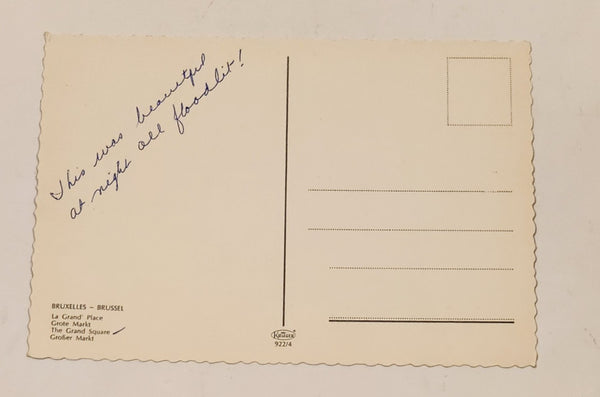 This was beautiful
at night all floodlit!
BRUXELLES – BRUSSEL
La Grand' Place
Grote Markt
The Grand Square
Großer Markt
922/4